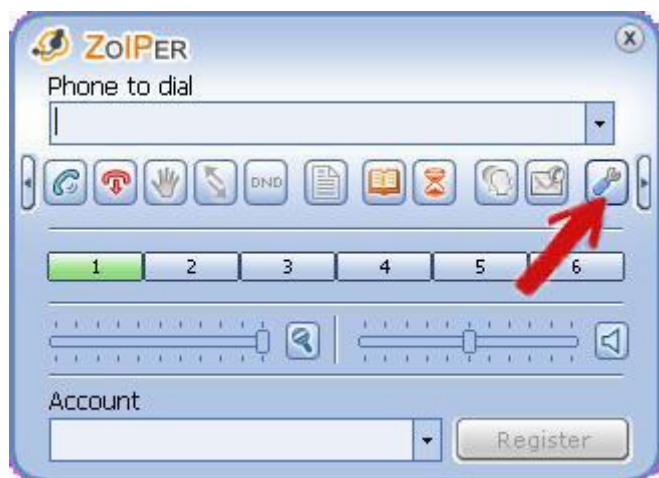 ZoIPER
Phone to dial
DND
1 2 3 4 5 6
Account
Register